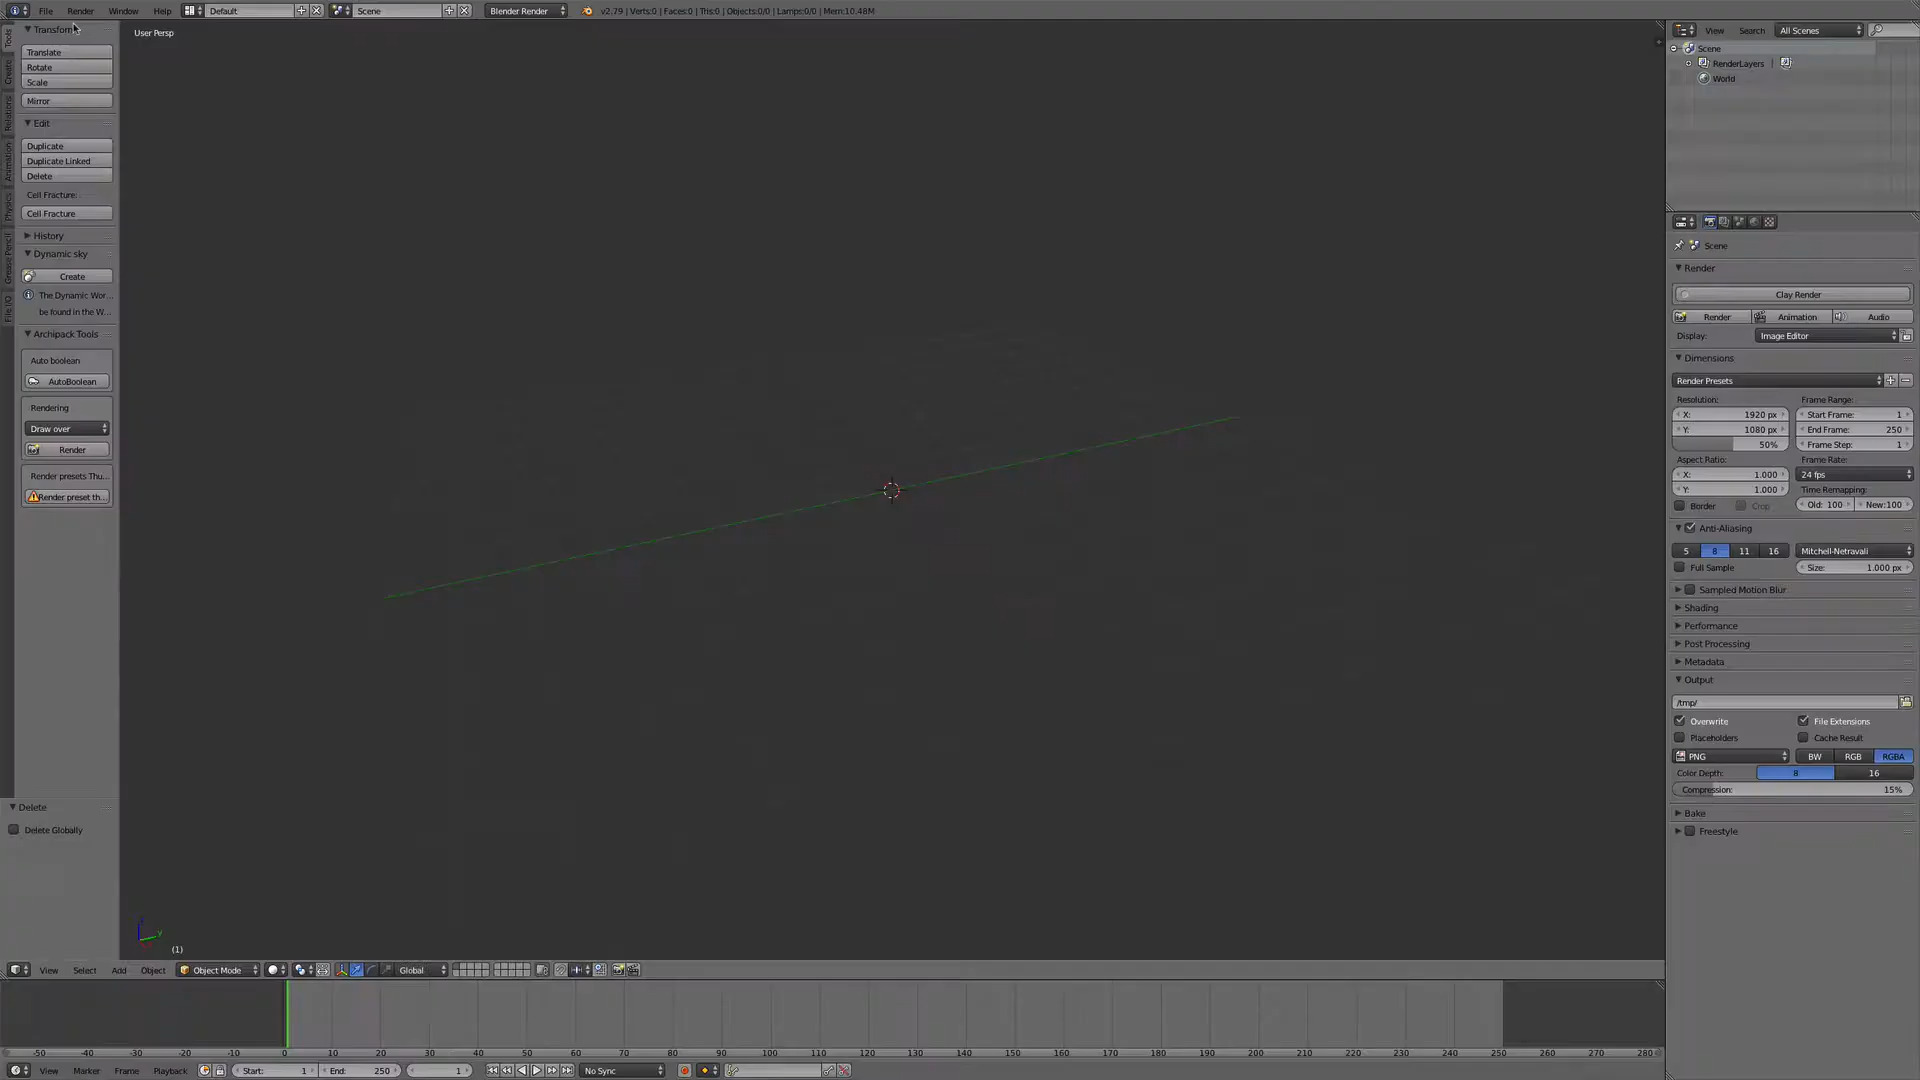 File Render Window Help Default Scene Blender Render v2.79 | Verts:0 | Faces:0 | Tris:0 | Objects:0/0 | Lamps:0/0 | Mem:10.48M
Transform
Translate
Rotate
Scale
Mirror
Edit
Duplicate
Duplicate Linked
Delete
Cell Fracture:
Cell Fracture
History
Dynamic sky
Create
The Dynamic Wor...
be found in the W...
Archipack Tools
Auto boolean
AutoBoolean
Rendering
Draw over
Render
Render presets Thu...
Render preset th...
Tools
Create
Relations
Animation
Physics
Grease Pencil
File I/O
Delete
Delete Globally
User Persp
(1)
View Select Add Object Object Mode Global
-50 -40 -30 -20 -10 0 10 20 30 40 50 60 70 80 90 100 110 120 130 140 150 160 170 180 190 200 210 220 230 240 250 260 270 280
View Marker Frame Playback Start: 1 End: 250 1 No Sync
View Search All Scenes
Scene
RenderLayers
World
Scene
Render
Clay Render
Render Animation Audio
Display: Image Editor
Dimensions
Render Presets
Resolution: Frame Range:
X: 1920 px Start Frame: 1
Y: 1080 px End Frame: 250
50% Frame Step: 1
Aspect Ratio: Frame Rate:
X: 1.000 24 fps
Y: 1.000 Time Remapping:
Border Crop Old: 100 New:100
Anti-Aliasing
5 8 11 16 Mitchell-Netravali
Full Sample Size: 1.000 px
Sampled Motion Blur
Shading
Performance
Post Processing
Metadata
Output
/tmp/
Overwrite File Extensions
Placeholders Cache Result
PNG BW RGB RGBA
Color Depth: 8 16
Compression: 15%
Bake
Freestyle